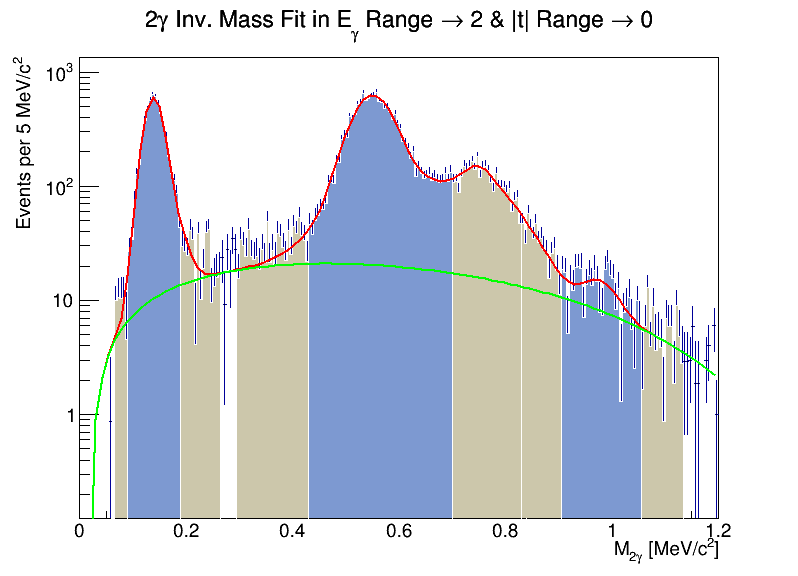 2γ Inv. Mass Fit in Eγ Range → 2 & |t| Range → 0
Events per 5 MeV/c²
10³
10²
10
1
0 0.2 0.4 0.6 0.8 1 1.2
M2γ [MeV/c²]